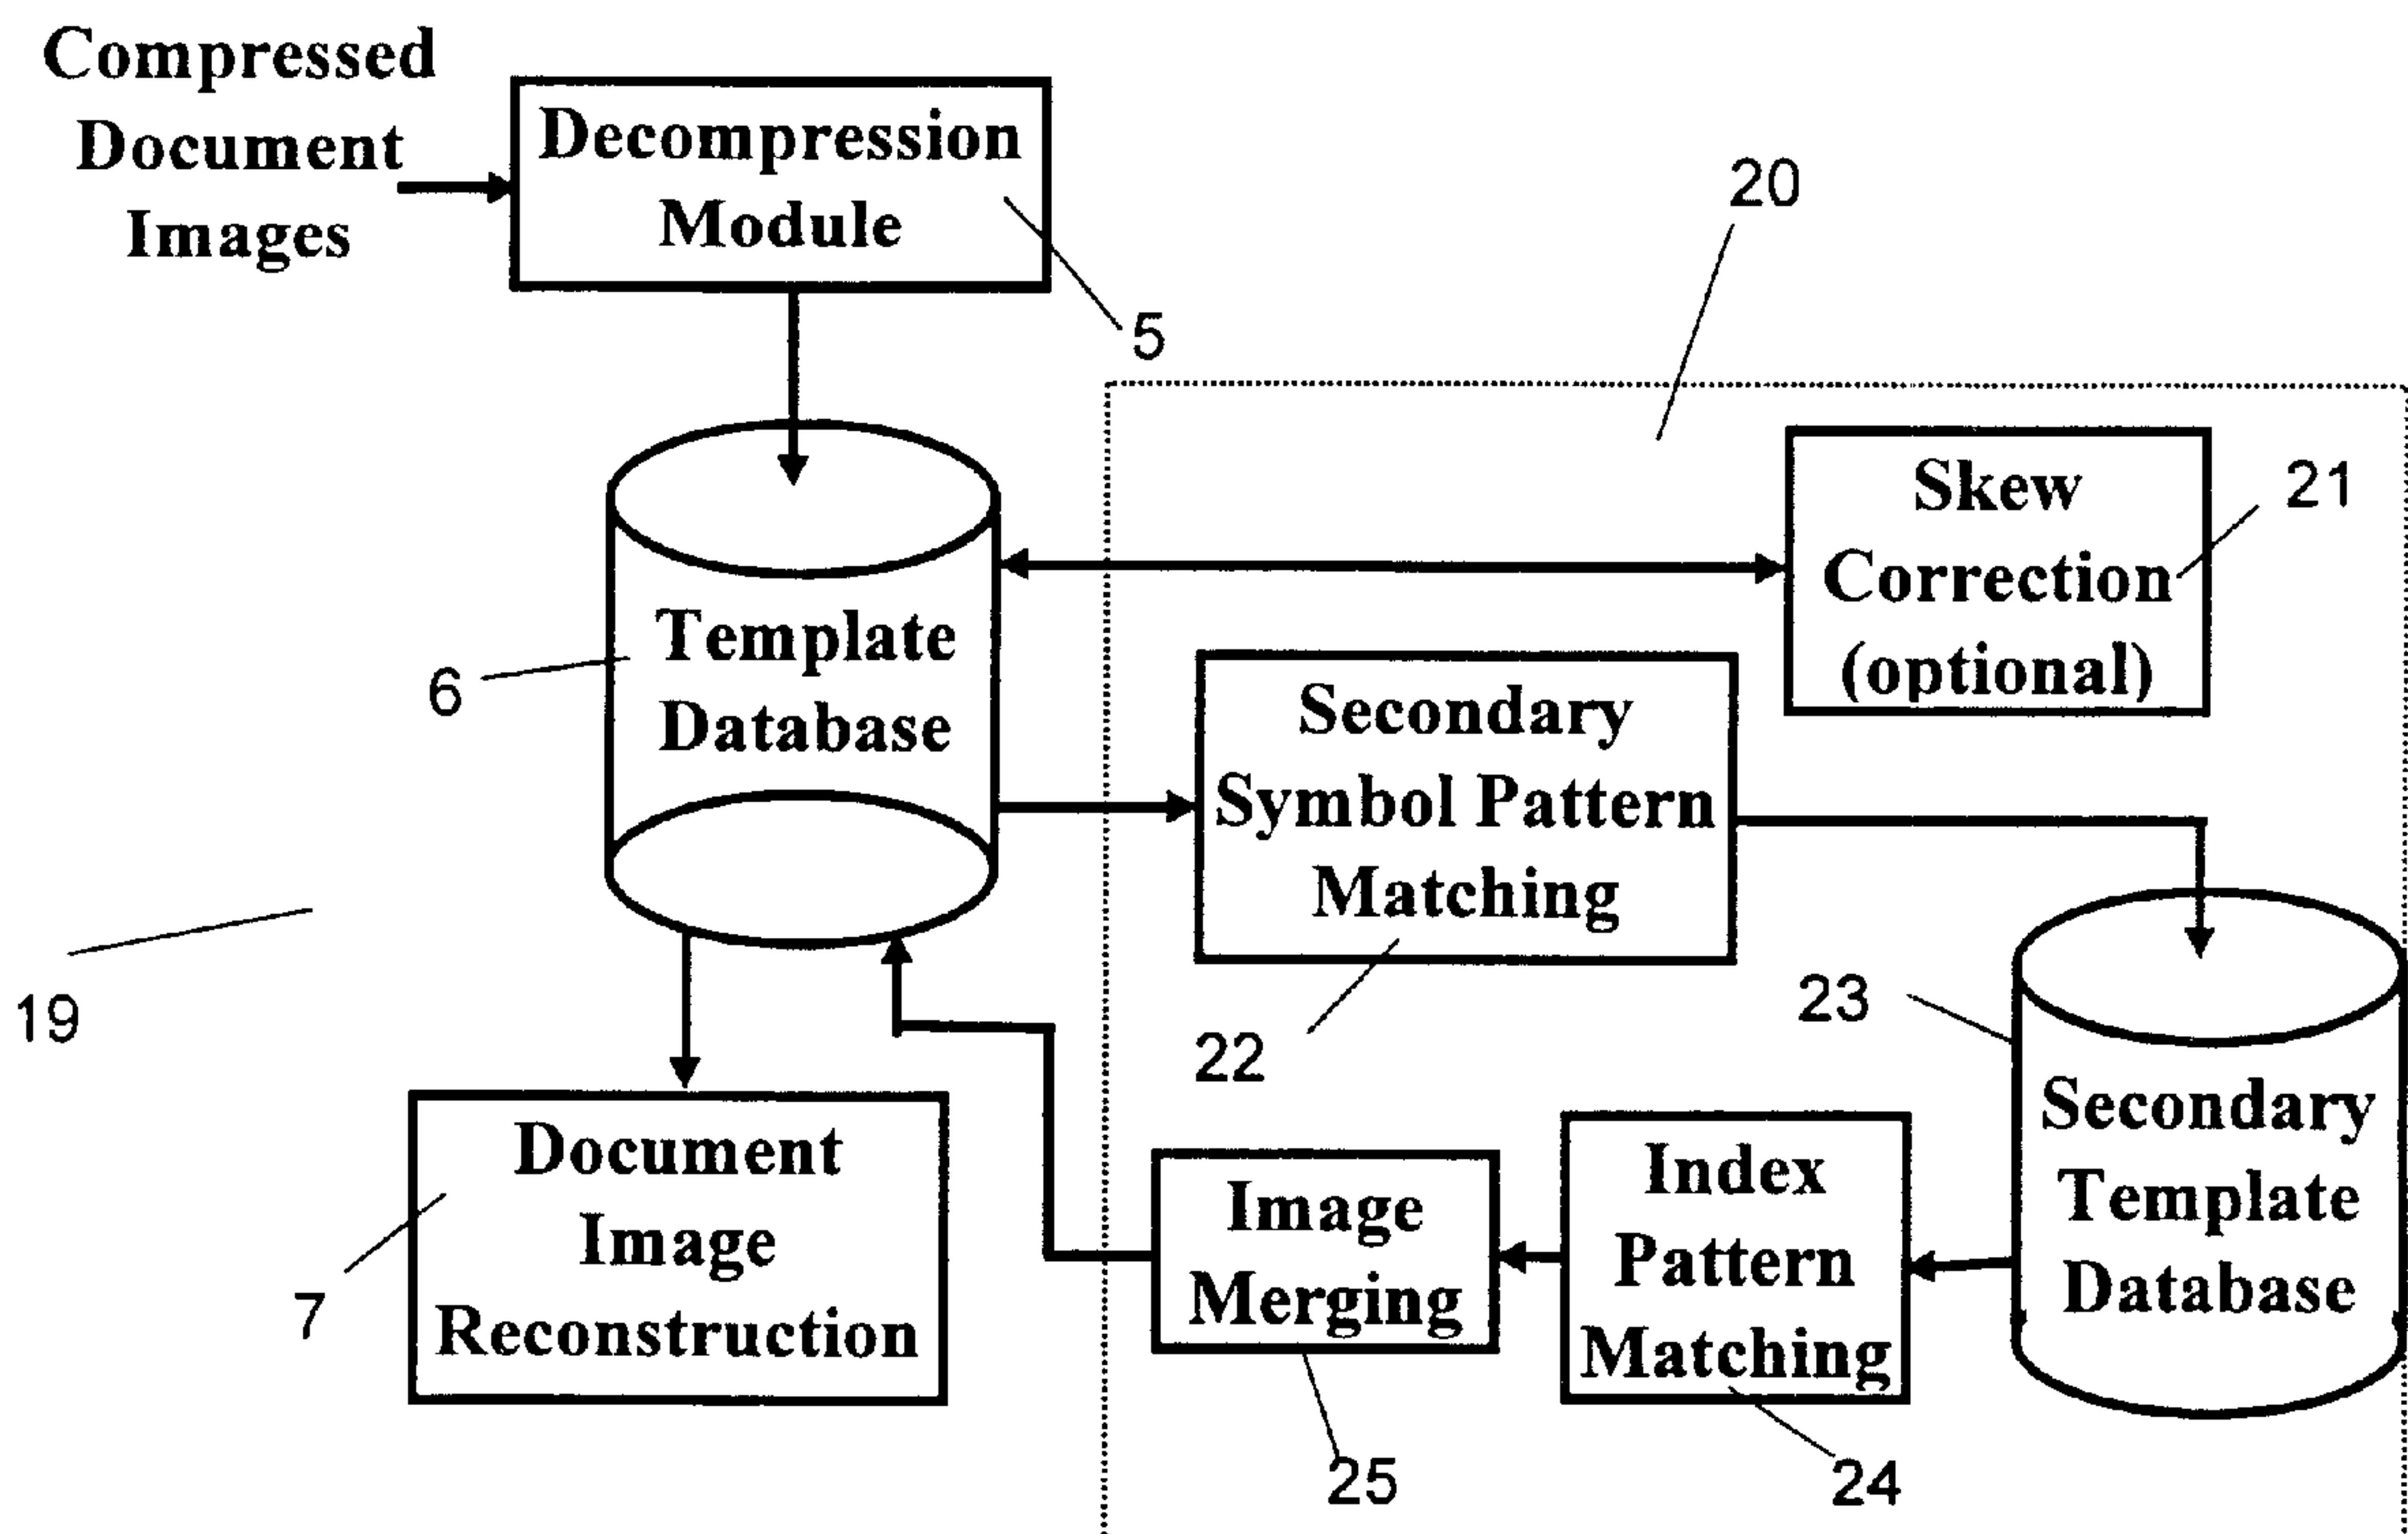 Compressed
Document
Images
Decompression
Module
5
20
Skew
Correction
(optional)
21
Template
Database
6
Secondary
Symbol Pattern
Matching
22
19
23
Secondary
Template
Database
Document
Image
Reconstruction
7
Image
Merging
25
Index
Pattern
Matching
24